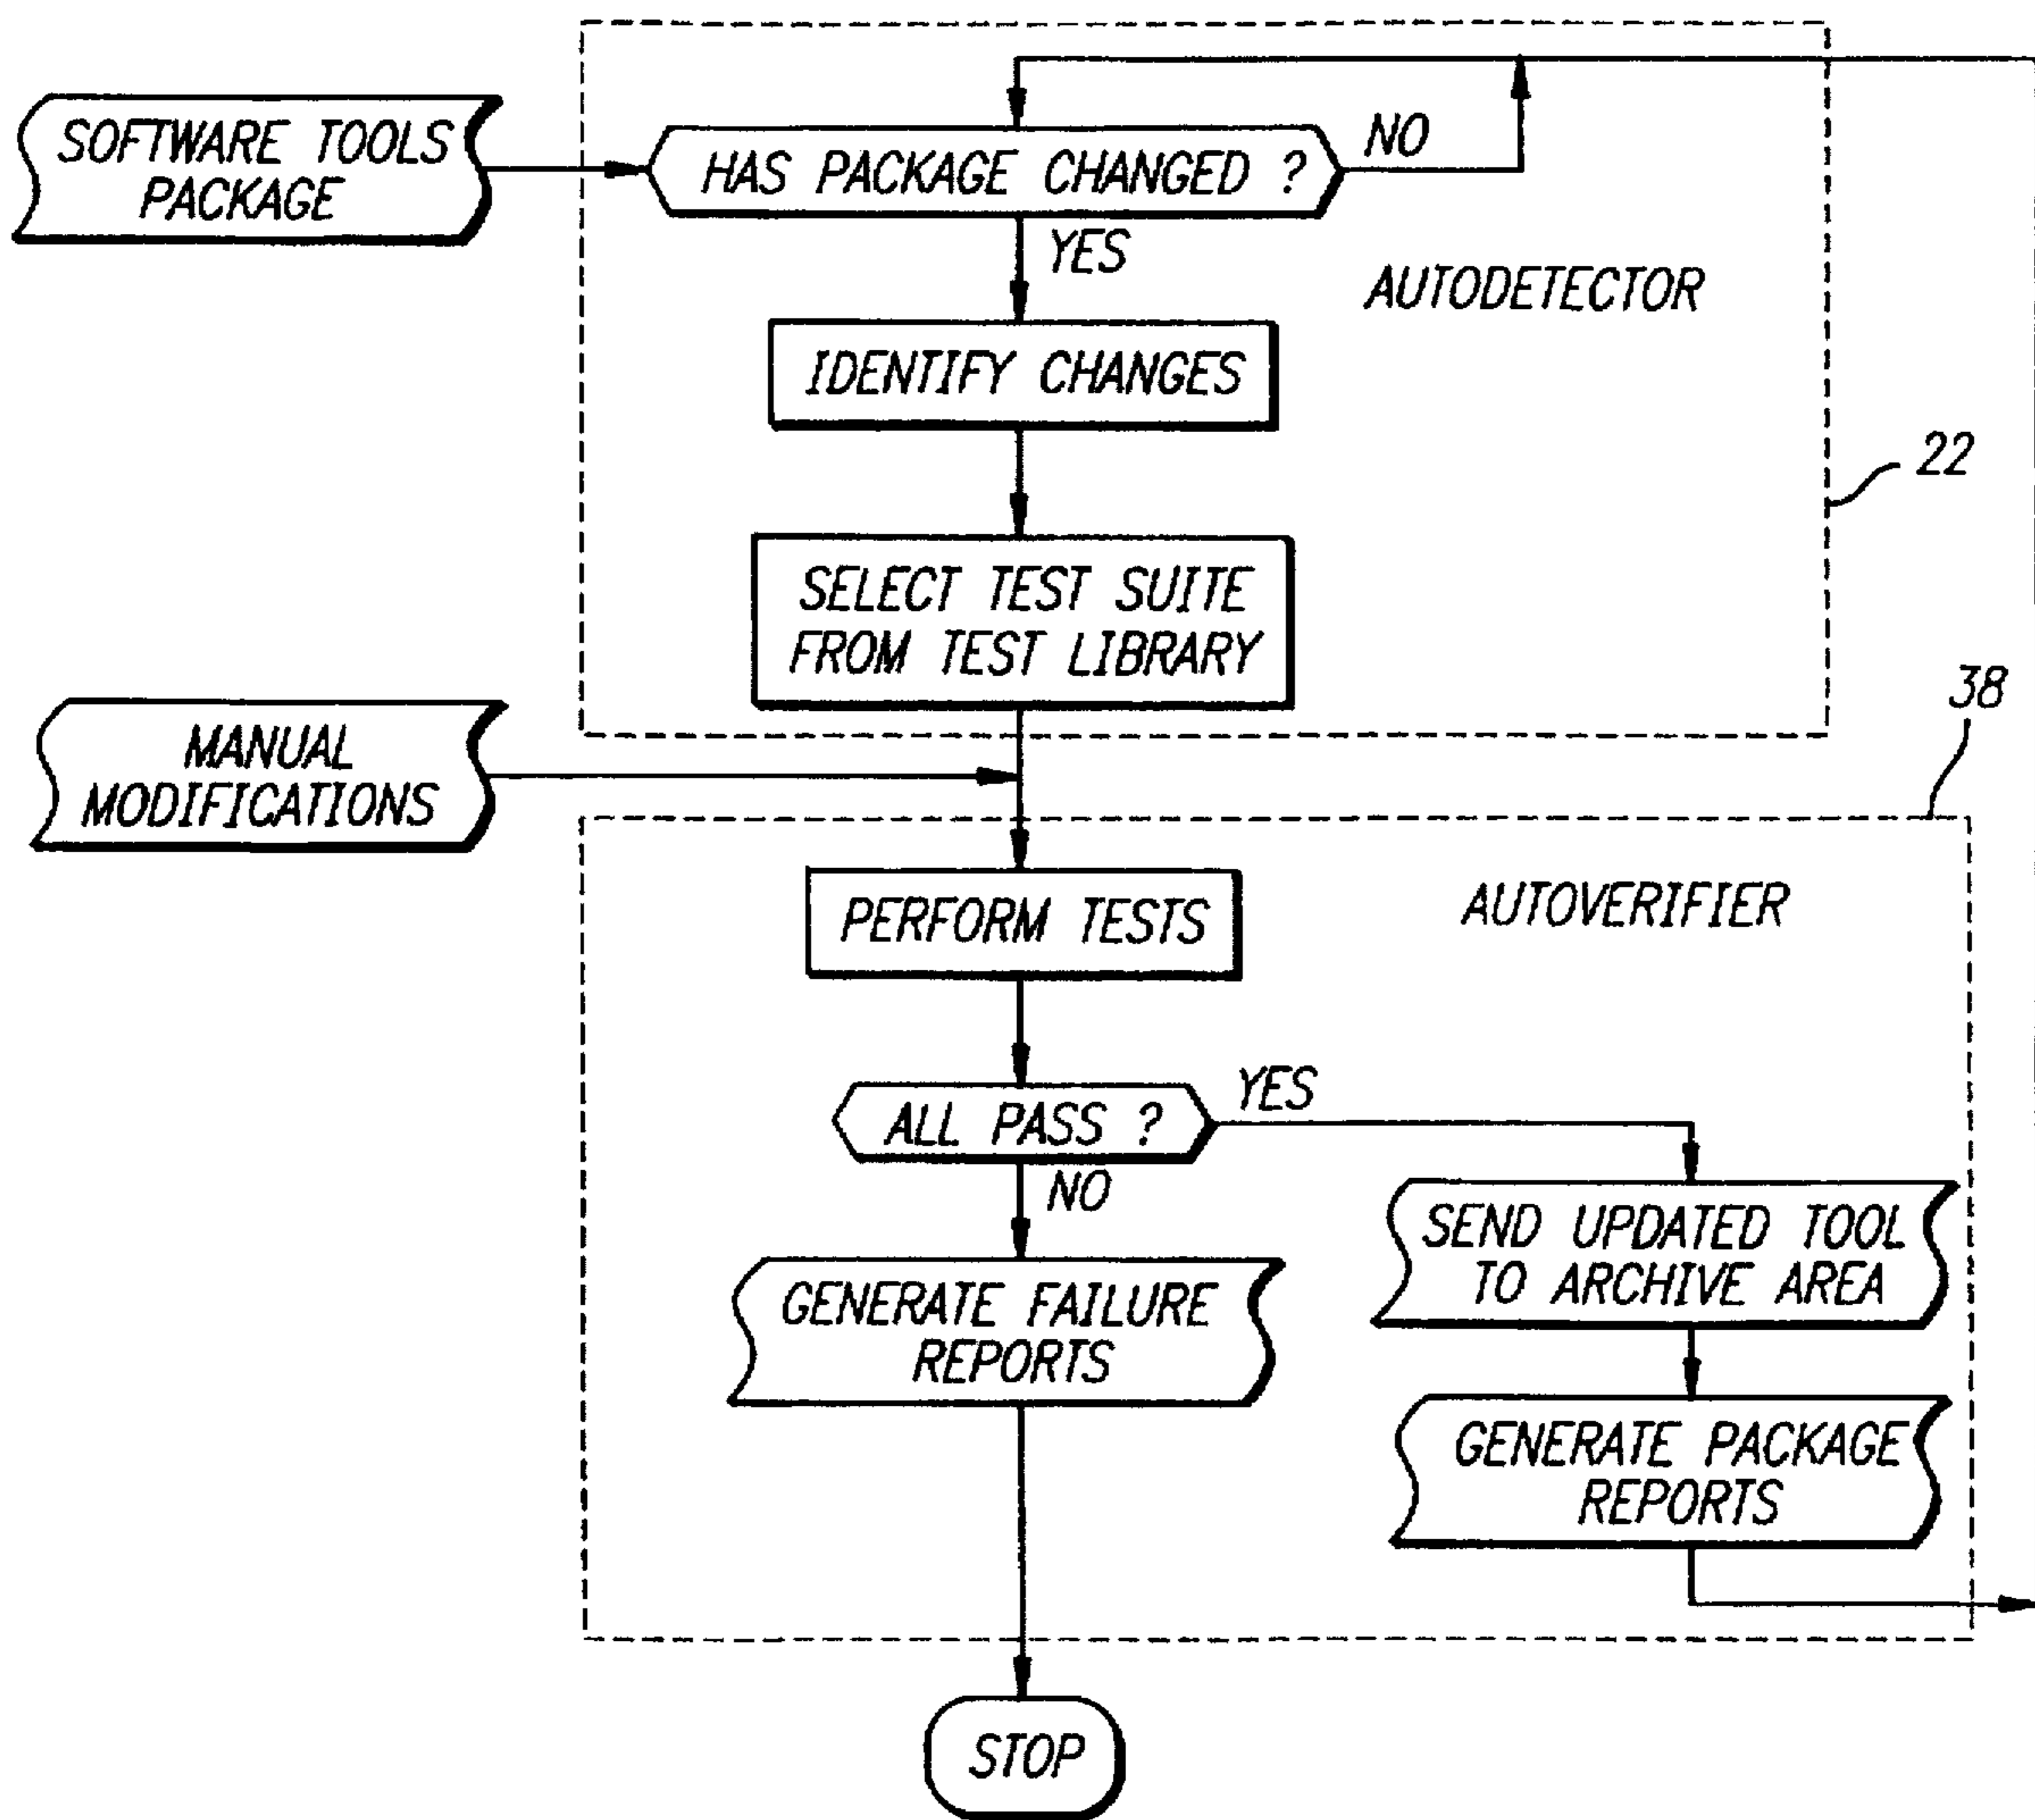 SOFTWARE TOOLS
PACKAGE
HAS PACKAGE CHANGED ?
NO
YES
AUTODETECTOR
IDENTIFY CHANGES
22
SELECT TEST SUITE
FROM TEST LIBRARY
MANUAL
MODIFICATIONS
38
PERFORM TESTS
AUTOVERIFIER
ALL PASS ?
YES
NO
SEND UPDATED TOOL
TO ARCHIVE AREA
GENERATE FAILURE
REPORTS
GENERATE PACKAGE
REPORTS
STOP